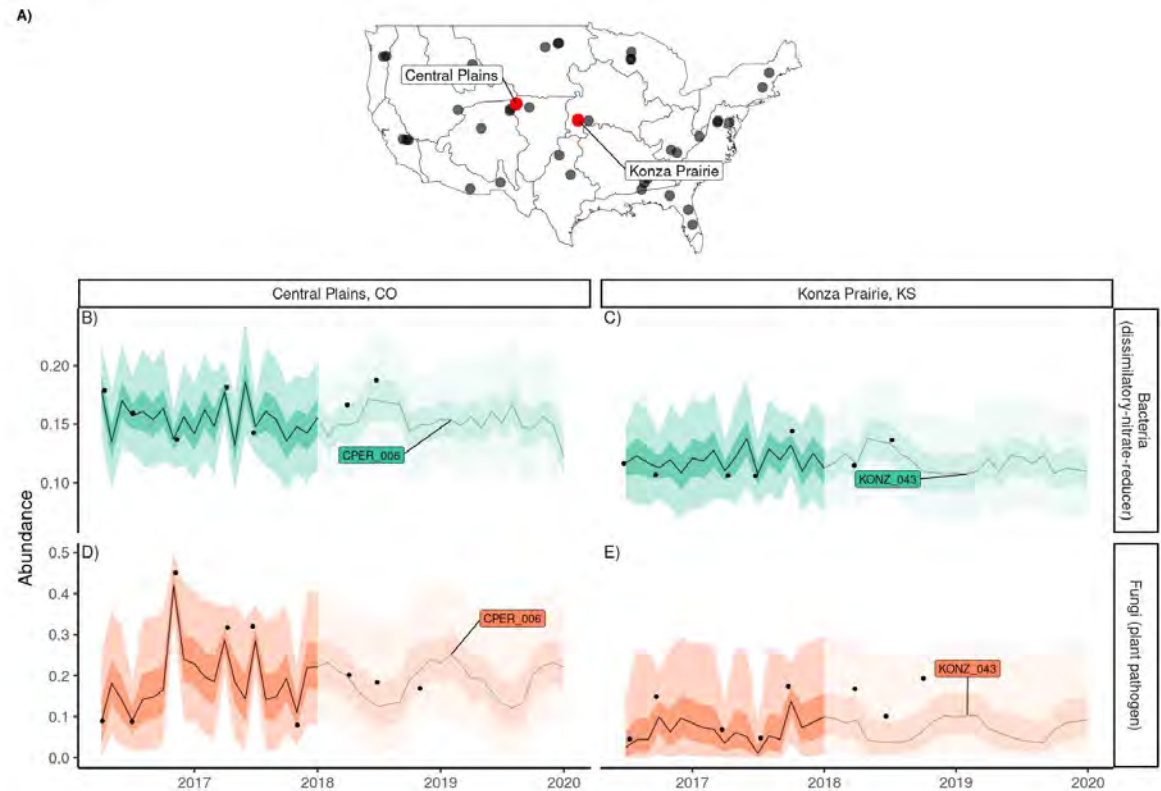 A)
Central Plains
Konza Prairie
Central Plains, CO
Konza Prairie, KS
B)
C)
0.20
0.15
0.10
CPER_006
KONZ_043
Bacteria
(dissimilatory-nitrate-reducer)
Abundance
D)
E)
0.5
0.4
0.3
0.2
0.1
0.0
CPER_006
KONZ_043
Fungi (plant pathogen)
2017
2018
2019
2020
2017
2018
2019
2020